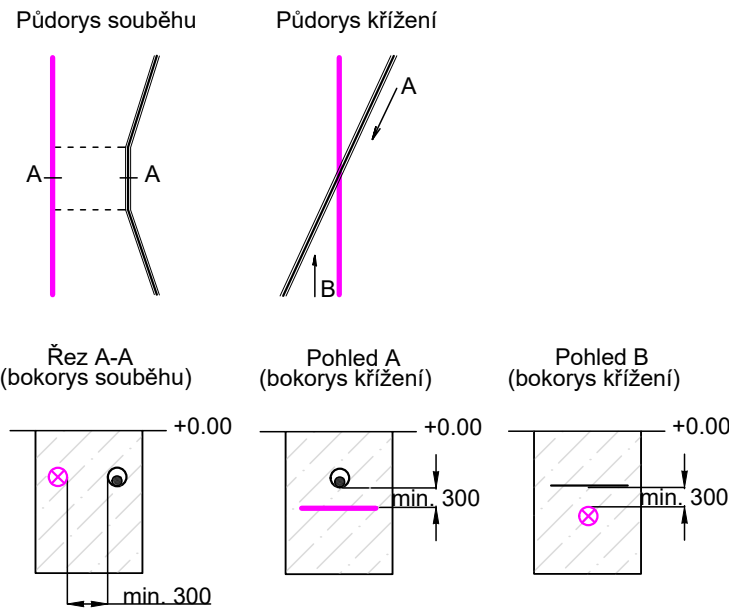 Půdorys souběhu
Půdorys křížení
A
A
A
B
Řez A-A
(bokorys souběhu)
Pohled A
(bokorys křížení)
Pohled B
(bokorys křížení)
+0.00
+0.00
+0.00
min. 300
min. 300
min. 300